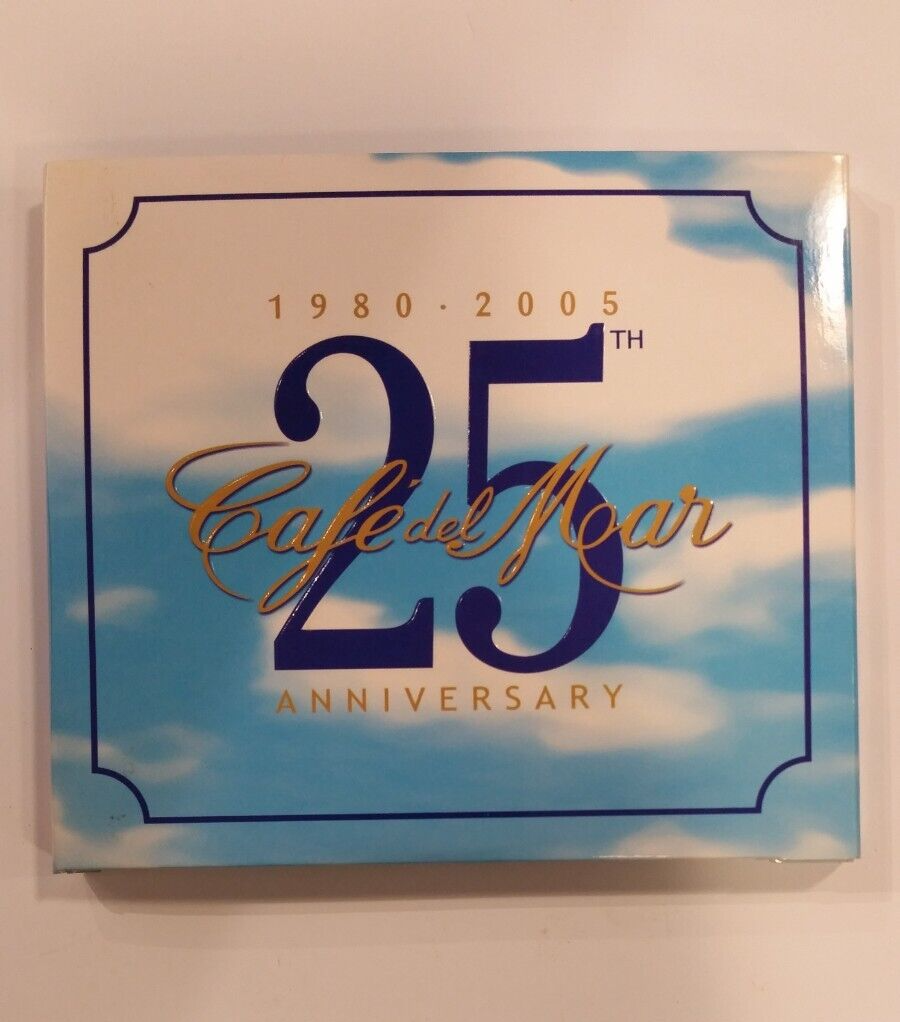 1980 · 2005
25TH
Café del Mar
ANNIVERSARY